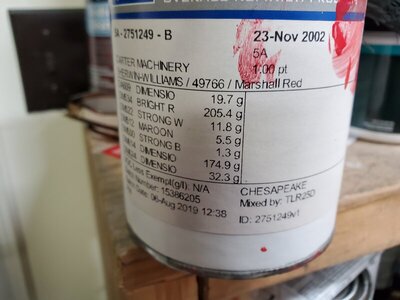 5A - 2751249 - B 23-Nov 2002
5A
CARTER MACHINERY 1.00 pt
SHERWIN-WILLIAMS / 49766 / Marshall Red
DIMENSIO 19.7 g
BRIGHT R 205.4 g
STRONG W 11.8 g
MAROON 5.5 g
STRONG B 1.3 g
DIMENSIO 174.9 g
DIMENSIO 32.3 g
Less Exempt(g/l): N/A CHESAPEAKE
Number: 15386205 Mixed by: TLR25D
Date: 06-Aug.2019 12:38 ID: 2751249v1